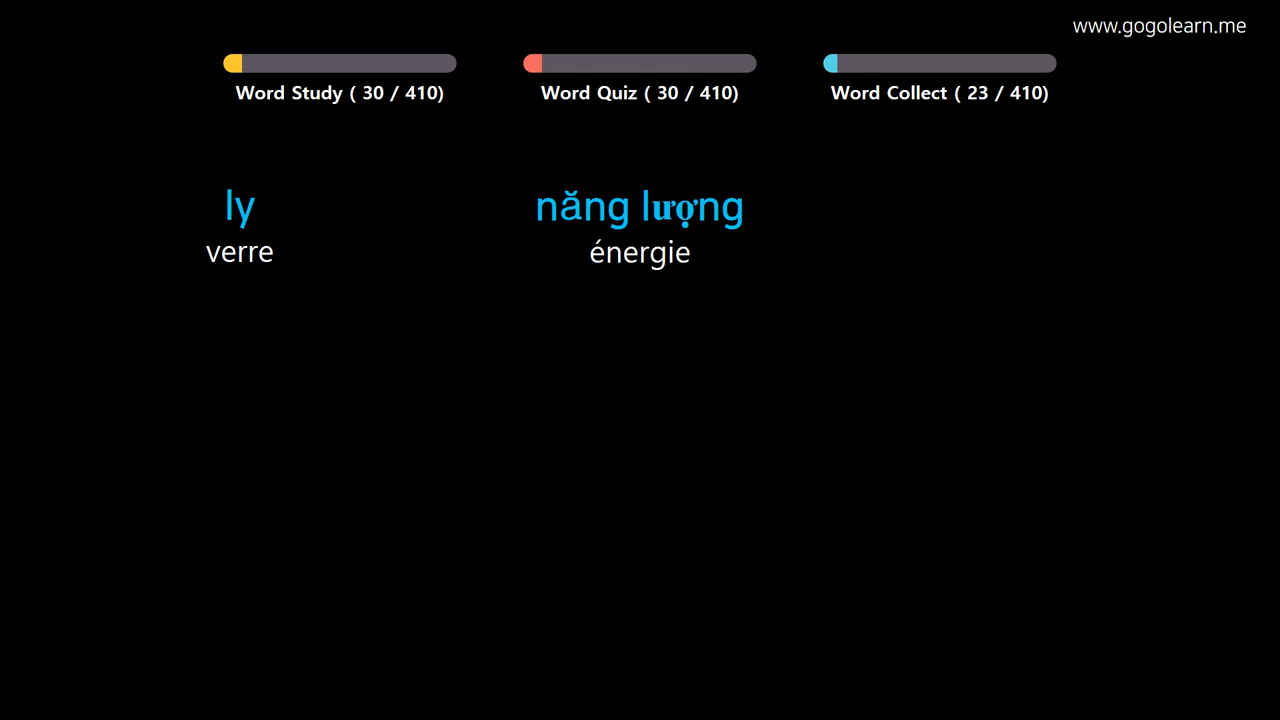 www.gogolearn.me
Word Study ( 30 / 410)
Word Quiz ( 30 / 410)
Word Collect ( 23 / 410)
ly
verre
năng lượng
énergie